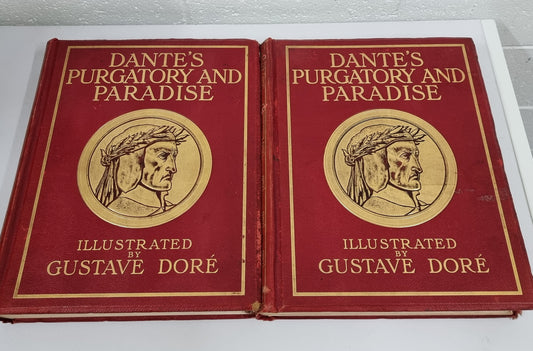 DANTE'S
PURGATORY AND
PARADISE
ILLUSTRATED
BY
GUSTAVE DORÉ
DANTE'S
PURGATORY AND
PARADISE
ILLUSTRATED
BY
GUSTAVE DORÉ